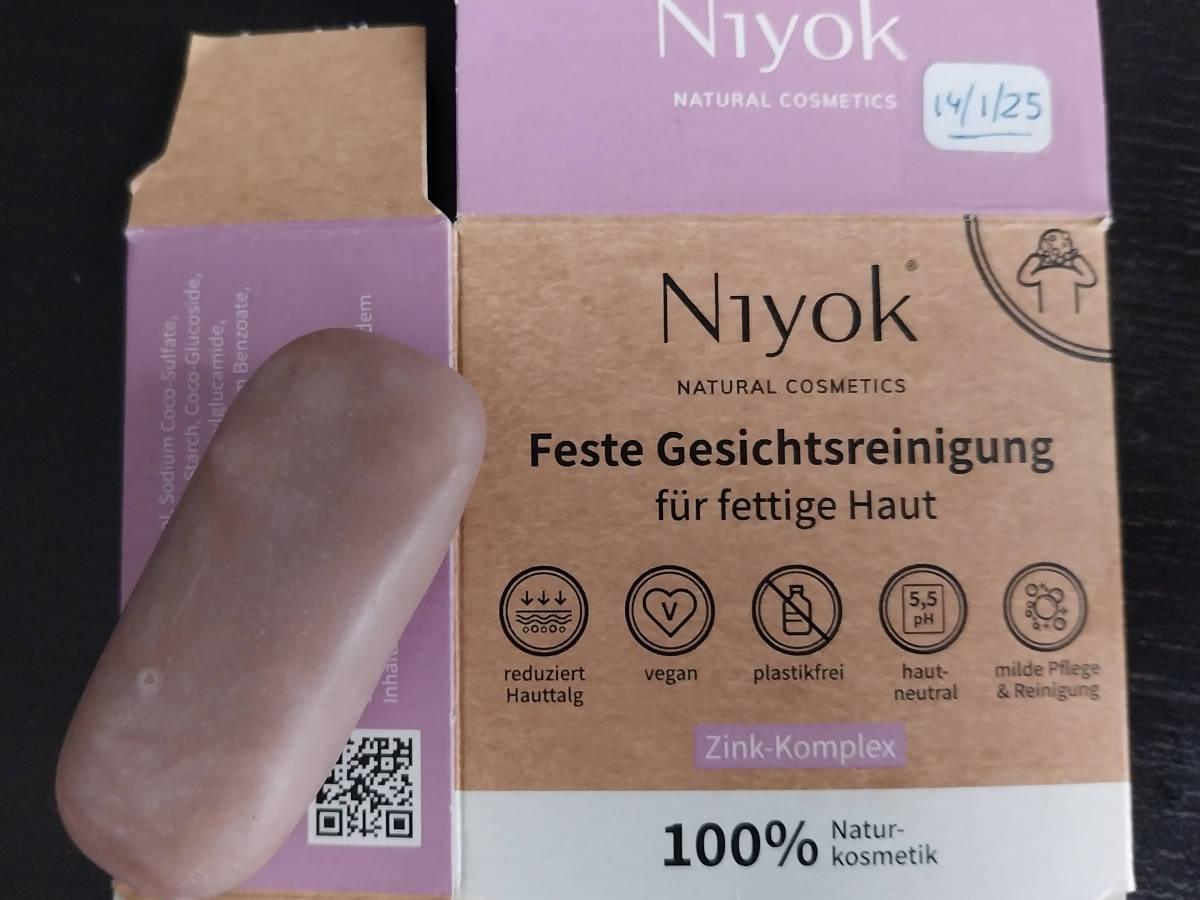 Niyok
NATURAL COSMETICS
14/1/25
Niyok®
NATURAL COSMETICS
Feste Gesichtsreinigung
für fettige Haut
5,5
pH
V
reduziert
Hauttalg
vegan
plastikfrei
haut-
neutral
milde Pflege
& Reinigung
Zink-Komplex
100%
Natur-
kosmetik
Sodium Coco-Sulfate,
Starch, Coco-Glucoside,
Benzoate,